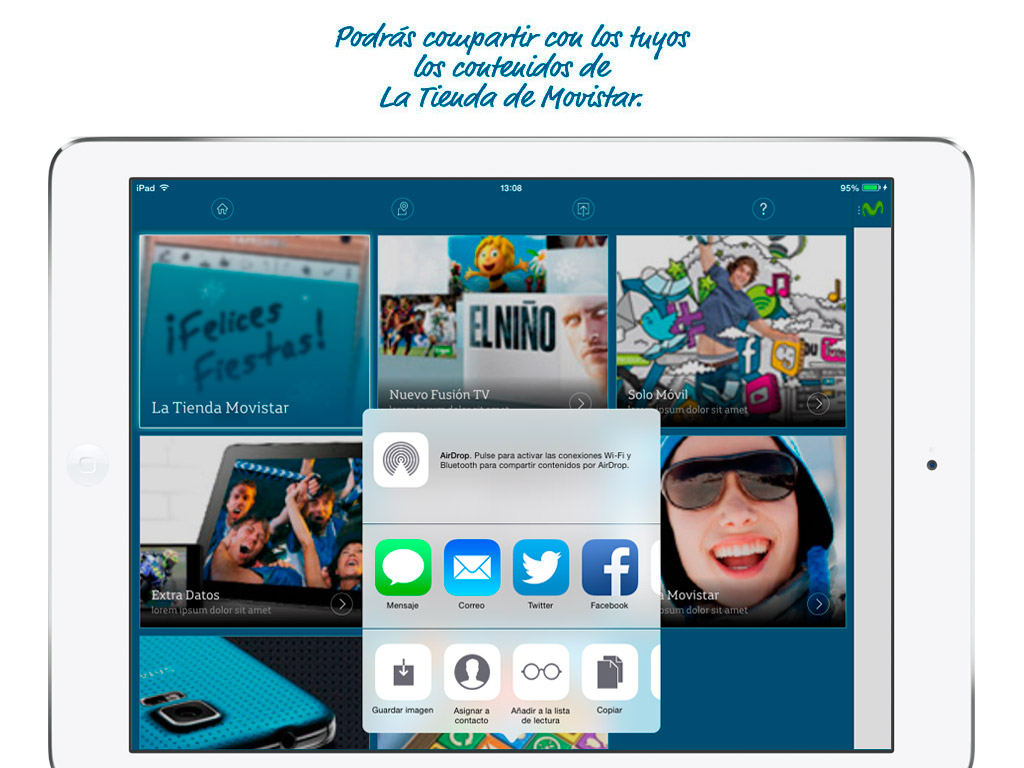 Podrás compartir con los tuyos
los contenidos de
La Tienda de Movistar.
iPad
13:08
95%
?
¡Felices
Fiestas!
La Tienda Movistar
EL NIÑO
Nuevo Fusión TV
Solo Móvil
lorem ipsum dolor sit amet
AirDrop. Pulse para activar las conexiones Wi-Fi y
Bluetooth para compartir contenidos por AirDrop.
Mensaje
Correo
Twitter
Facebook
Extra Datos
lorem ipsum dolor sit amet
Movistar
ipsum dolor sit amet
Guardar imagen
Asignar a
contacto
Añadir a la lista
de lectura
Copiar